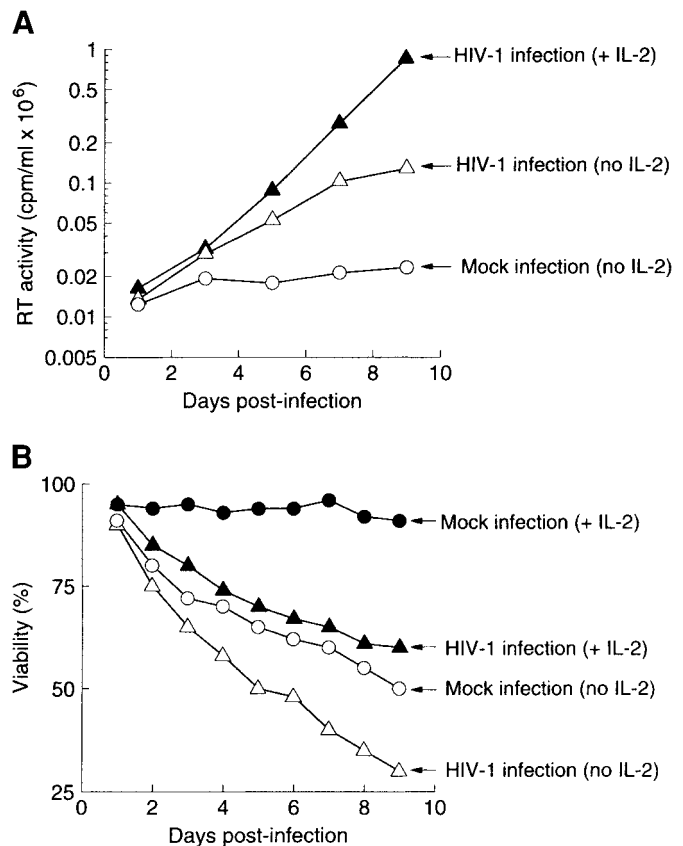 A
RT activity (cpm/ml x 10⁶)
1
0.5
0.2
0.1
0.05
0.02
0.01
0.005
0 2 4 6 8 10
Days post-infection
HIV-1 infection (+ IL-2)
HIV-1 infection (no IL-2)
Mock infection (no IL-2)
B
Viability (%)
100
75
50
25
0 2 4 6 8 10
Days post-infection
Mock infection (+ IL-2)
HIV-1 infection (+ IL-2)
Mock infection (no IL-2)
HIV-1 infection (no IL-2)